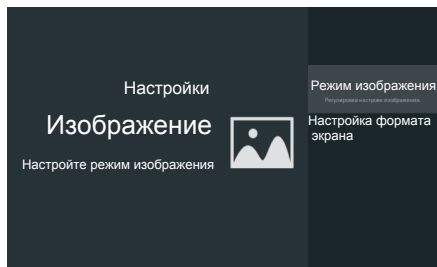 Настройки
Изображение
Настройте режим изображения
Режим изображения
Регулировка настроек изображения
Настройка формата
экрана